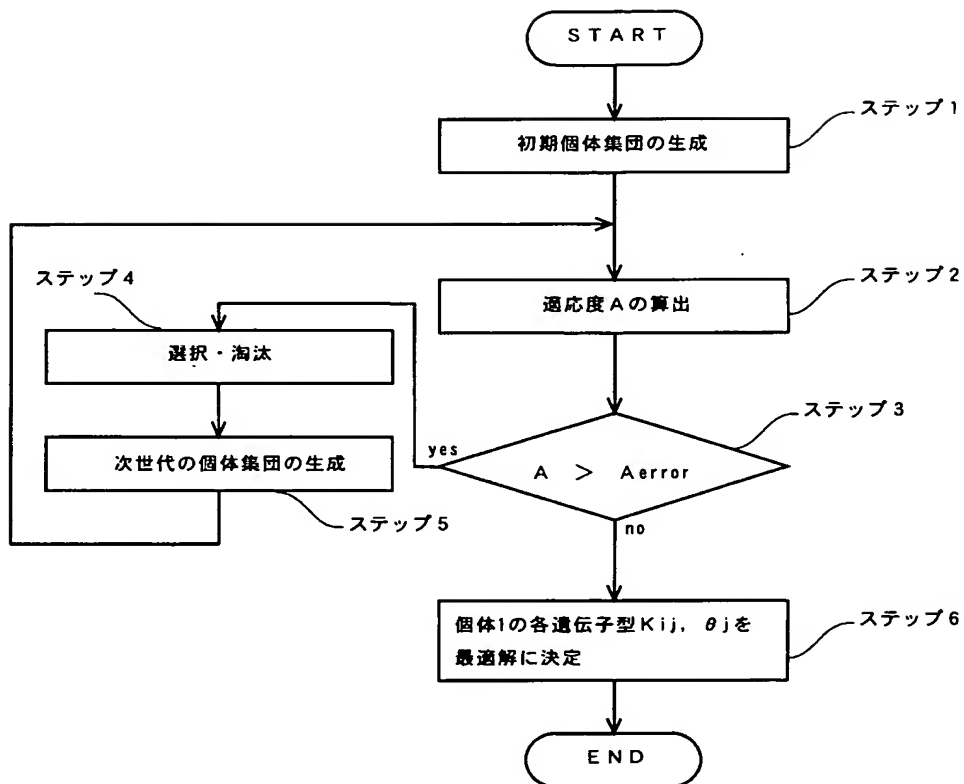 START
ステップ1
初期個体集団の生成
ステップ2
適応度Aの算出
ステップ4
選択・淘汰
ステップ3
yes
A > Aerror
次世代の個体集団の生成
ステップ5
no
ステップ6
個体1の各遺伝子型Kij, θjを
最適解に決定
END